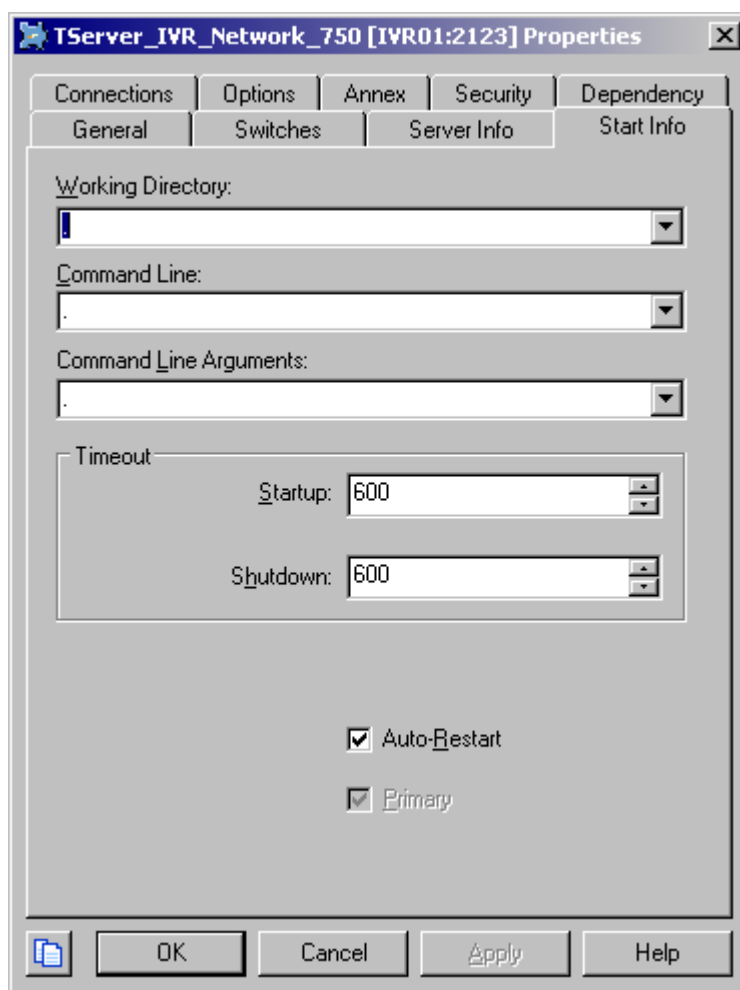 TServer_IVR_Network_750 [IVR01:2123] Properties
Connections Options Annex Security Dependency
General Switches Server Info Start Info
Working Directory:
.
Command Line:
.
Command Line Arguments:
.
Timeout
Startup: 600
Shutdown: 600
Auto-Restart
Primary
OK Cancel Apply Help